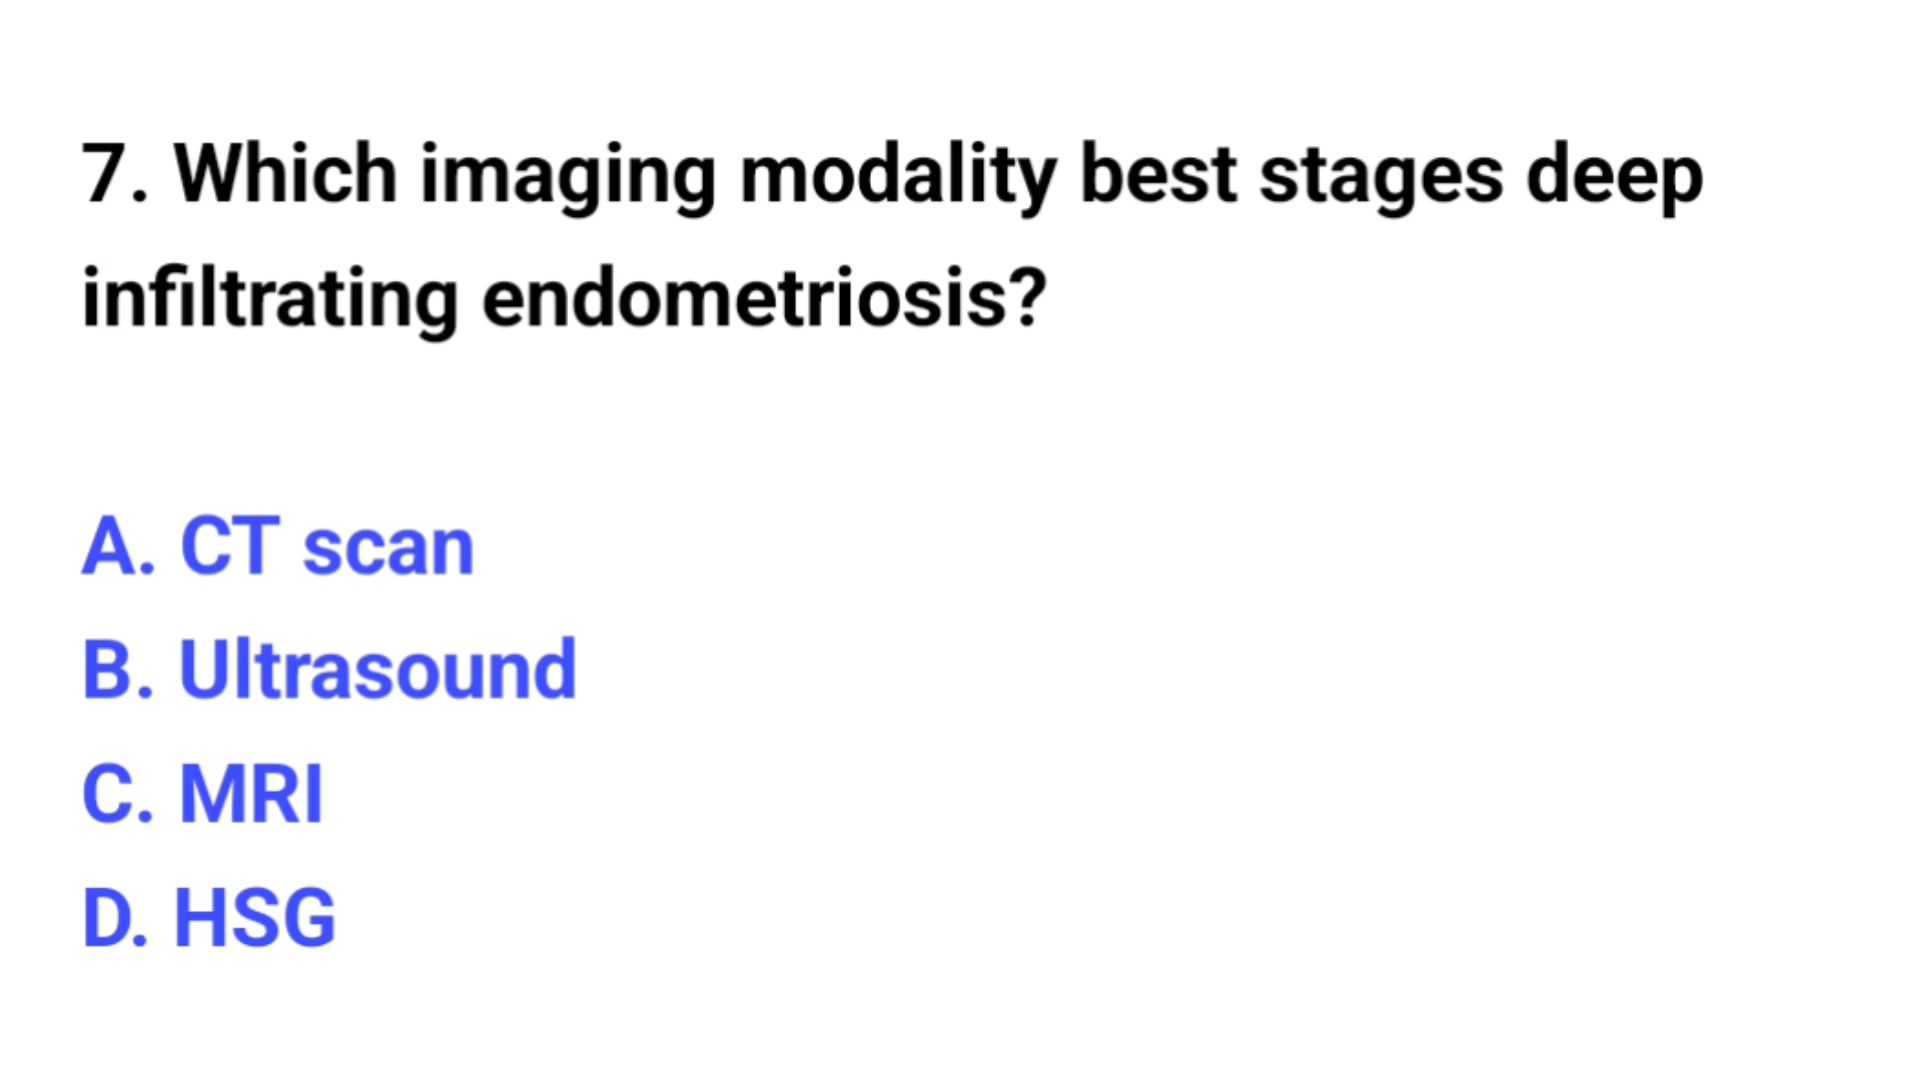 7. Which imaging modality best stages deep
infiltrating endometriosis?
A. CT scan
B. Ultrasound
C. MRI
D. HSG